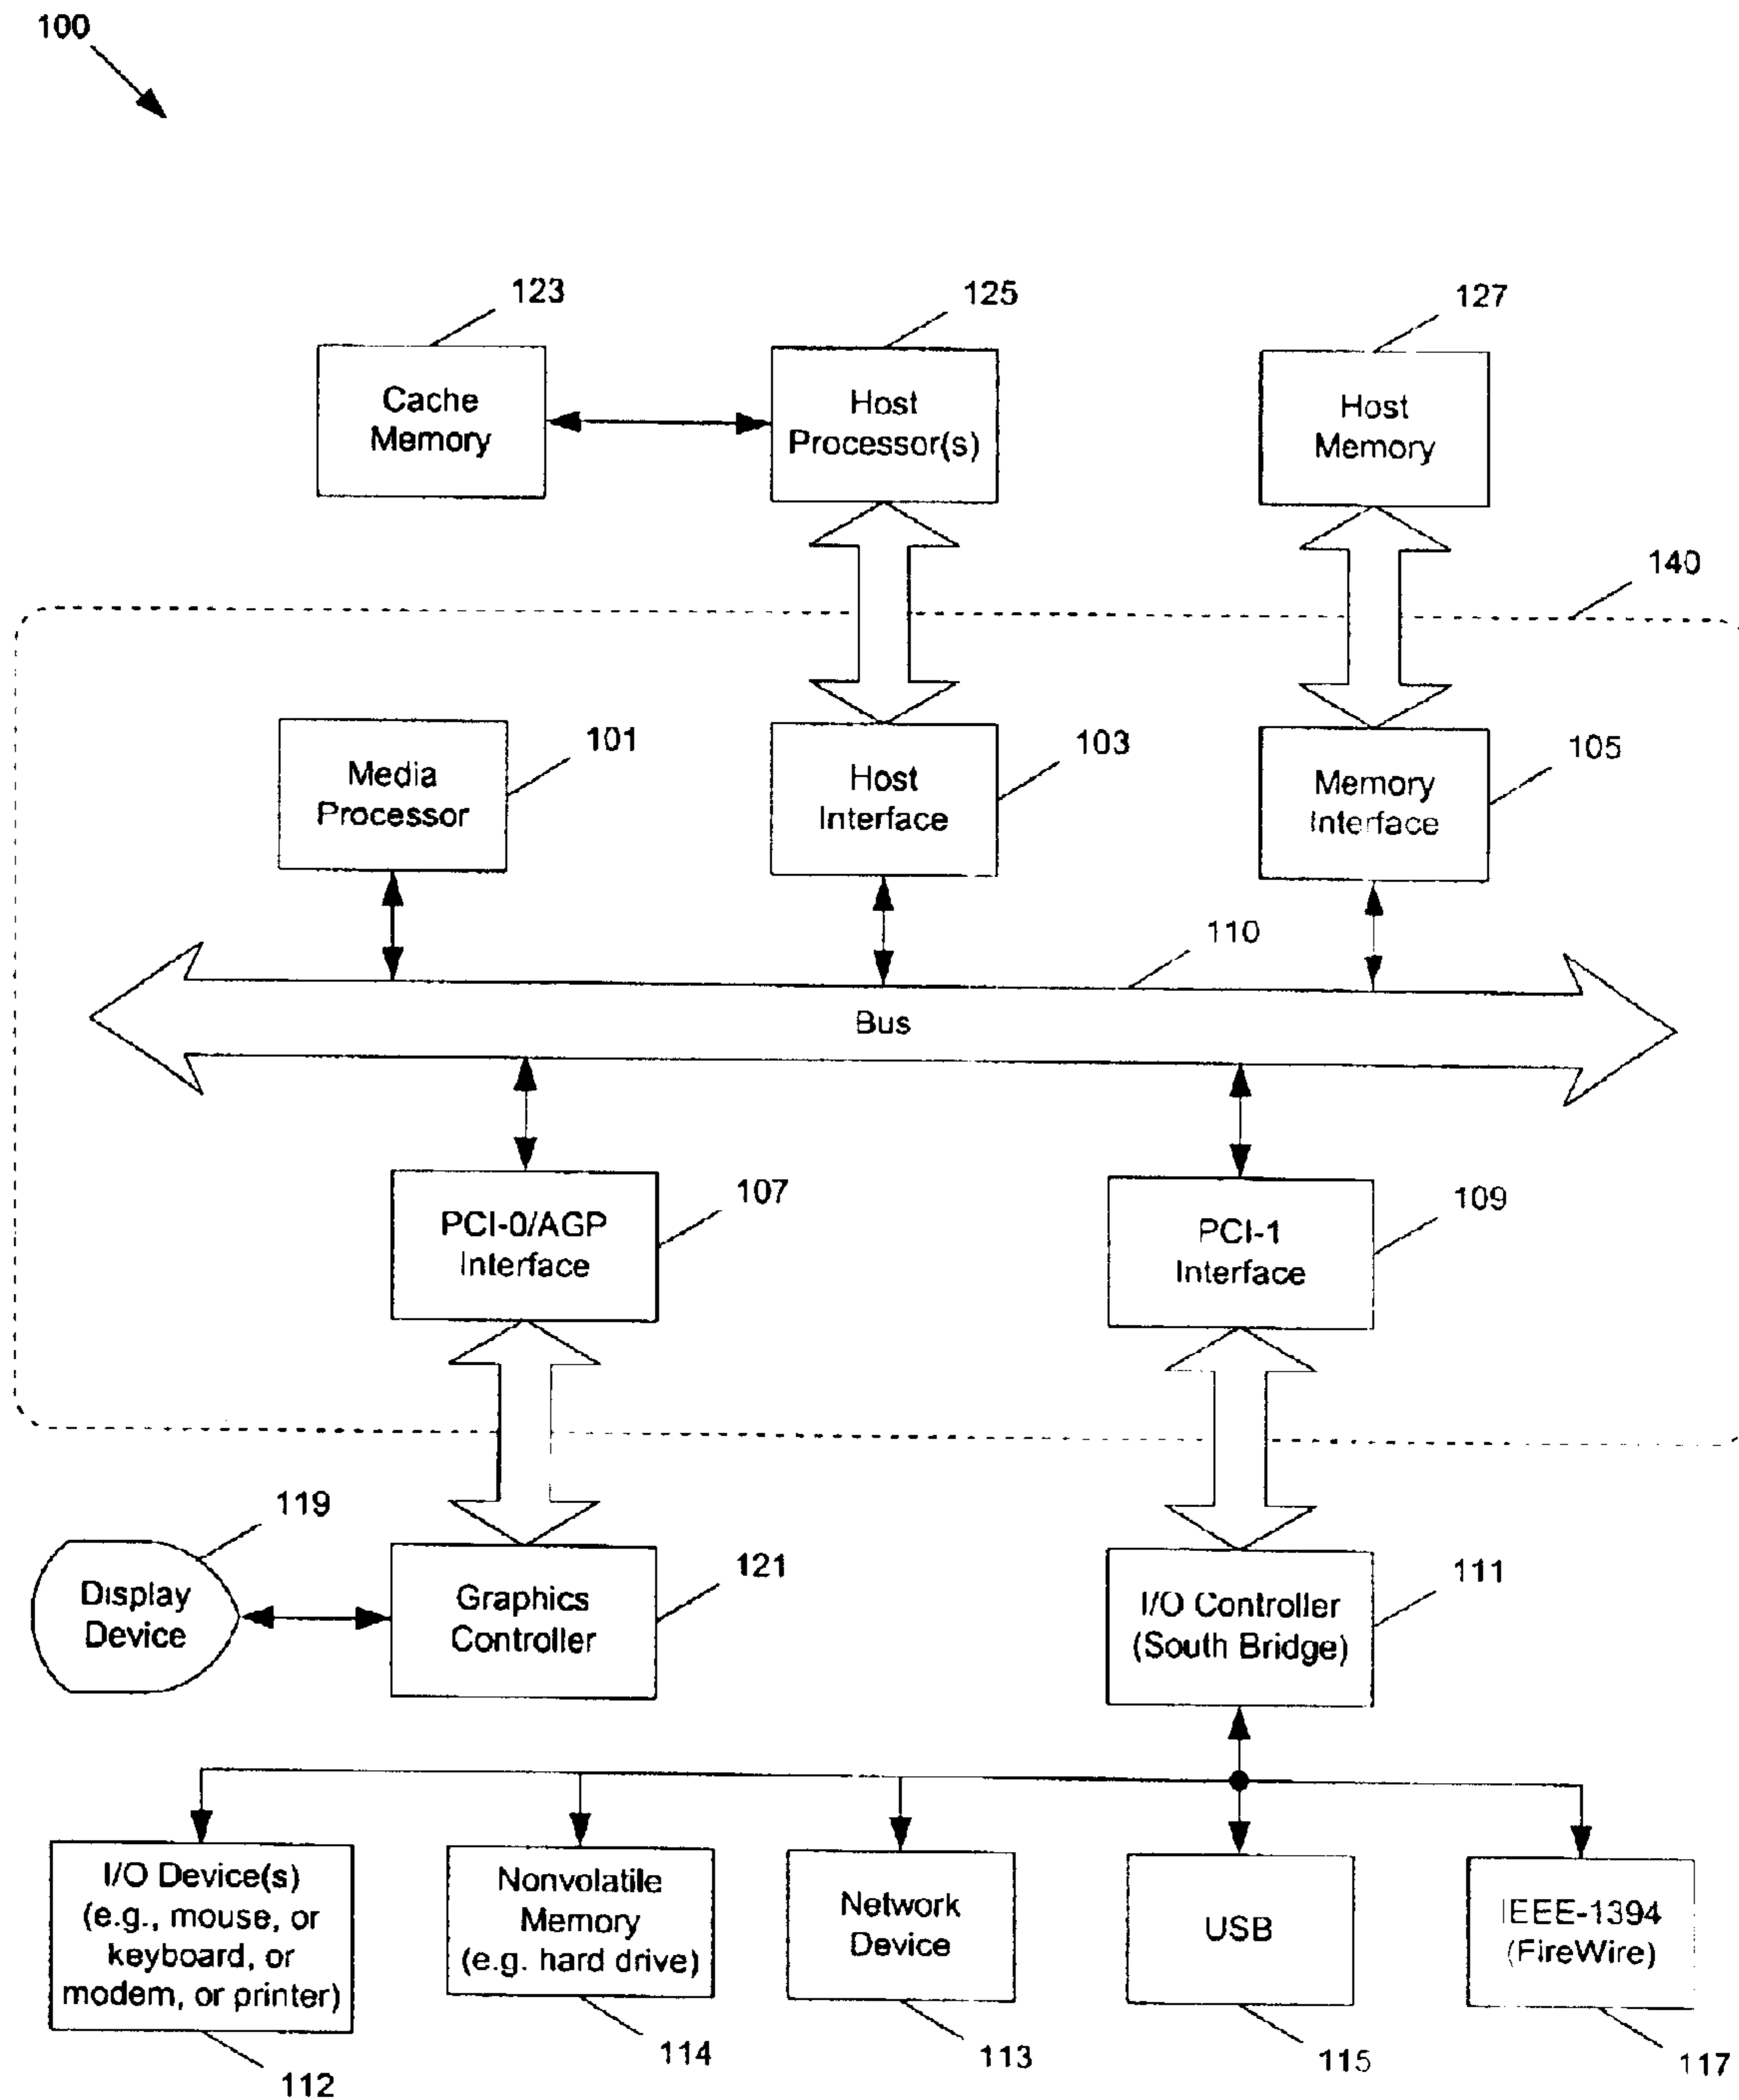 100
123
125
127
Cache
Memory
Host
Processor(s)
Host
Memory
140
101
103
105
Media
Processor
Host
Interface
Memory
Interface
110
Bus
107
109
PCI-0/AGP
Interface
PCI-1
Interface
119
121
111
Display
Device
Graphics
Controller
I/O Controller
(South Bridge)
I/O Device(s)
(e.g., mouse, or
keyboard, or
modem, or printer)
Nonvolatile
Memory
(e.g. hard drive)
Network
Device
USB
IEEE-1394
(FireWire)
112
114
113
115
117